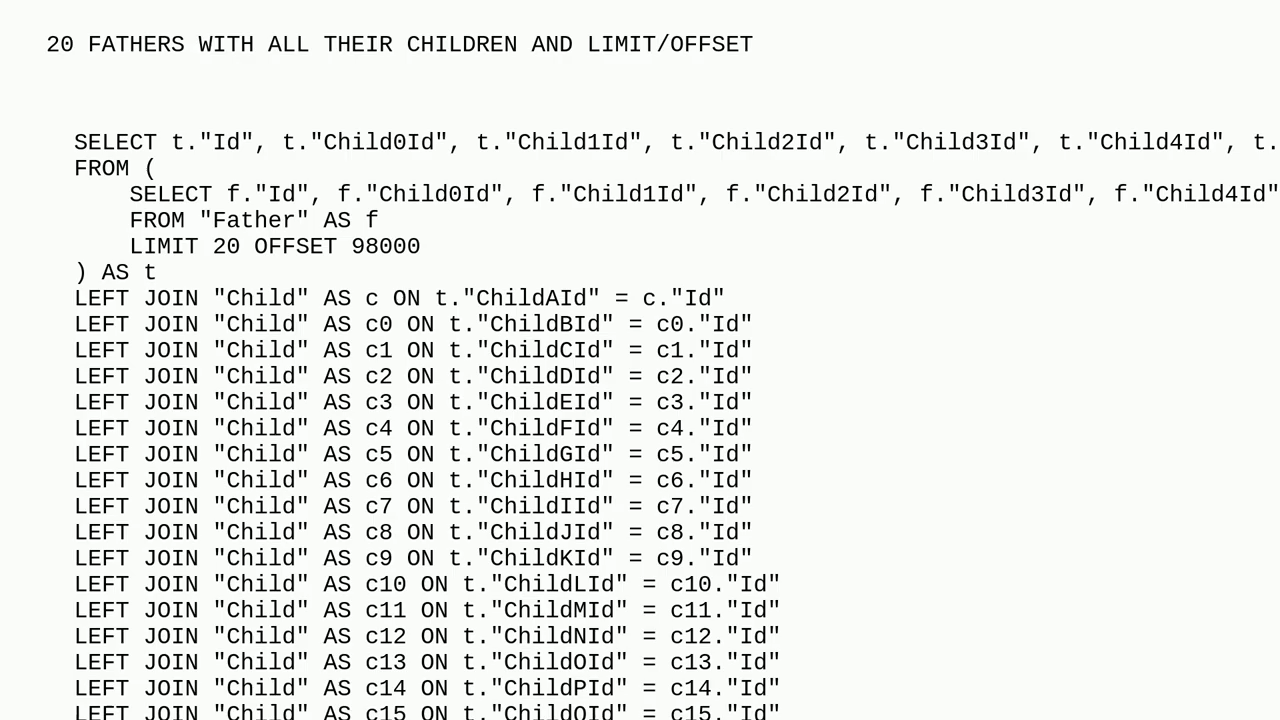 20 FATHERS WITH ALL THEIR CHILDREN AND LIMIT/OFFSET
SELECT t."Id", t."Child0Id", t."Child1Id", t."Child2Id", t."Child3Id", t."Child4Id", t.
FROM (
SELECT f."Id", f."Child0Id", f."Child1Id", f."Child2Id", f."Child3Id", f."Child4Id"
FROM "Father" AS f
LIMIT 20 OFFSET 98000
) AS t
LEFT JOIN "Child" AS c ON t."ChildAId" = c."Id"
LEFT JOIN "Child" AS c0 ON t."ChildBId" = c0."Id"
LEFT JOIN "Child" AS c1 ON t."ChildCId" = c1."Id"
LEFT JOIN "Child" AS c2 ON t."ChildDId" = c2."Id"
LEFT JOIN "Child" AS c3 ON t."ChildEId" = c3."Id"
LEFT JOIN "Child" AS c4 ON t."ChildFId" = c4."Id"
LEFT JOIN "Child" AS c5 ON t."ChildGId" = c5."Id"
LEFT JOIN "Child" AS c6 ON t."ChildHId" = c6."Id"
LEFT JOIN "Child" AS c7 ON t."ChildIId" = c7."Id"
LEFT JOIN "Child" AS c8 ON t."ChildJId" = c8."Id"
LEFT JOIN "Child" AS c9 ON t."ChildKId" = c9."Id"
LEFT JOIN "Child" AS c10 ON t."ChildLId" = c10."Id"
LEFT JOIN "Child" AS c11 ON t."ChildMId" = c11."Id"
LEFT JOIN "Child" AS c12 ON t."ChildNId" = c12."Id"
LEFT JOIN "Child" AS c13 ON t."ChildOId" = c13."Id"
LEFT JOIN "Child" AS c14 ON t."ChildPId" = c14."Id"
LEFT JOIN "Child" AS c15 ON t."ChildQId" = c15."Id"